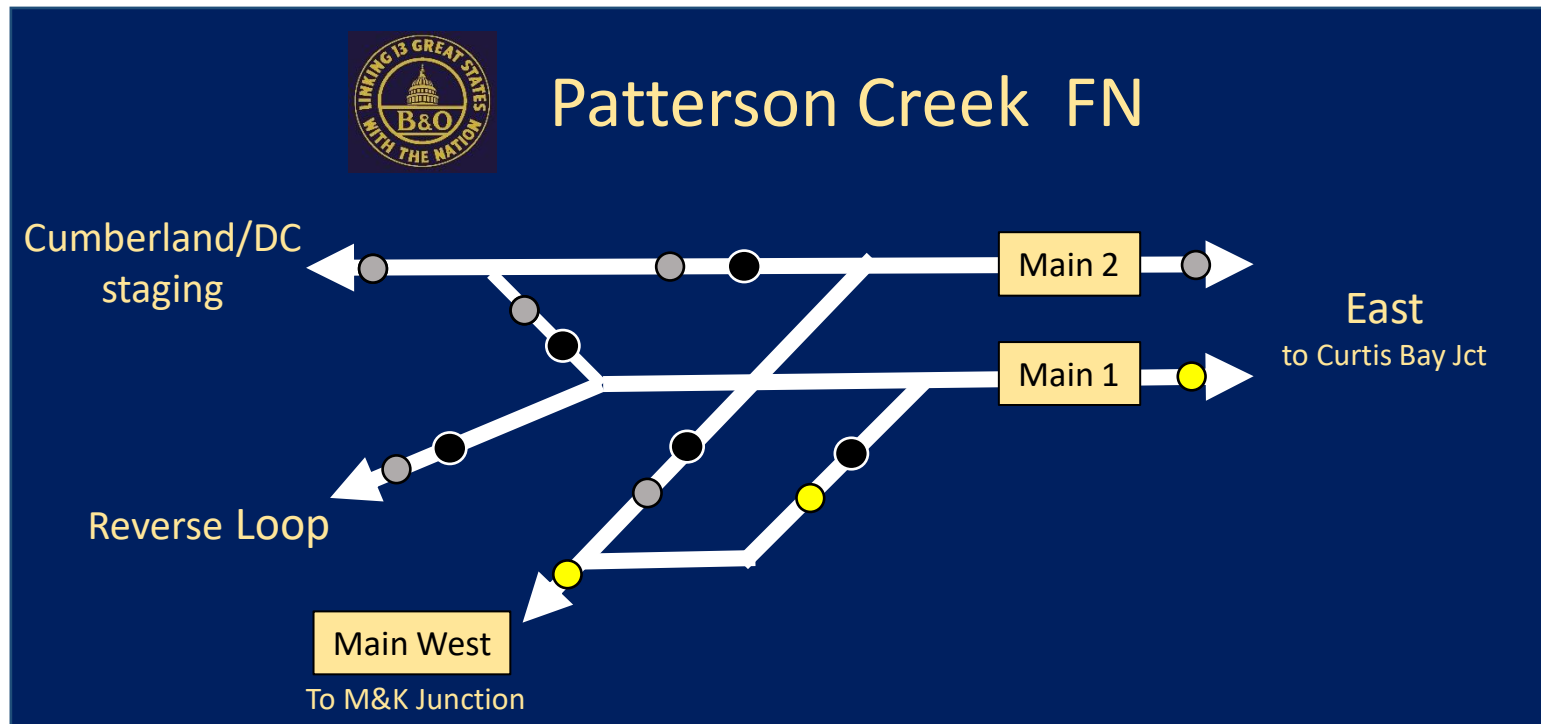 LINKING 13 GREAT STATES
B&O
WITH THE NATION
Patterson Creek FN
Cumberland/DC
staging
Main 2
East
to Curtis Bay Jct
Main 1
Reverse Loop
Main West
To M&K Junction